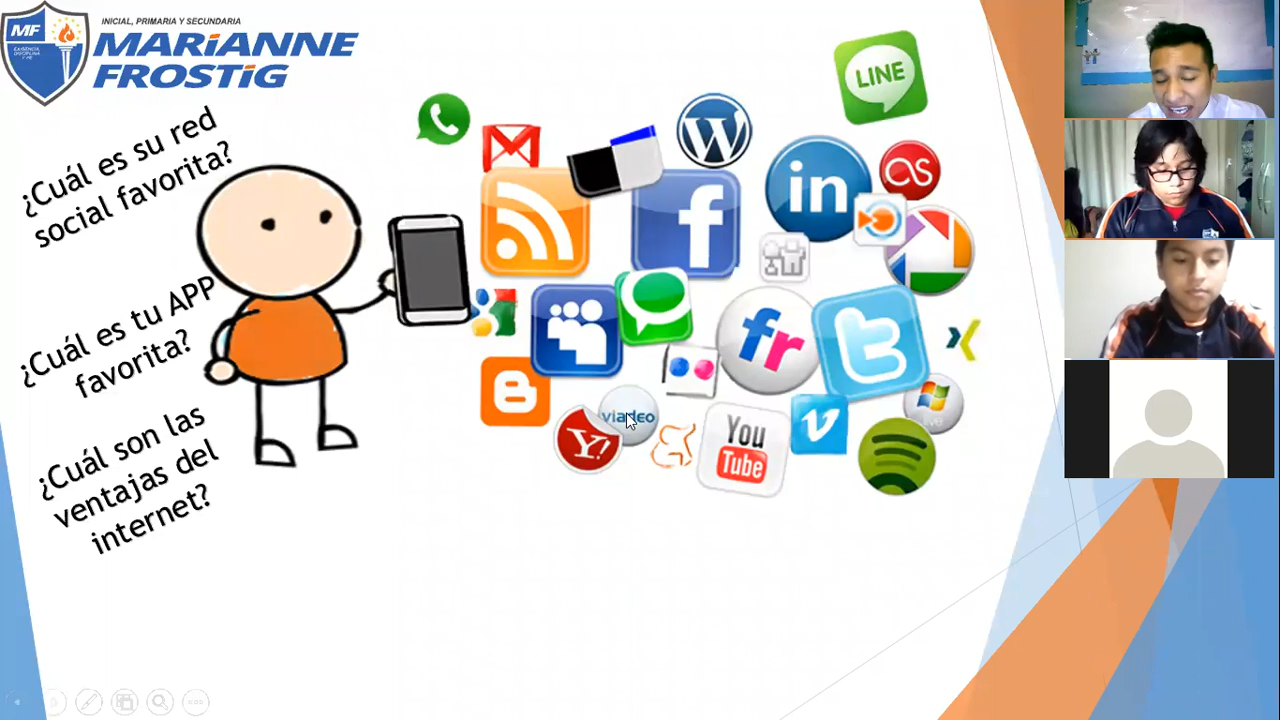 INICIAL, PRIMARIA Y SECUNDARIA
MF
MARiANNE
FROSTiG
¿Cuál es su red
social favorita?
¿Cuál es tu APP
favorita?
¿Cuál son las
ventajas del
internet?
LINE
in
fr
viadeo
Y!
You
Tube